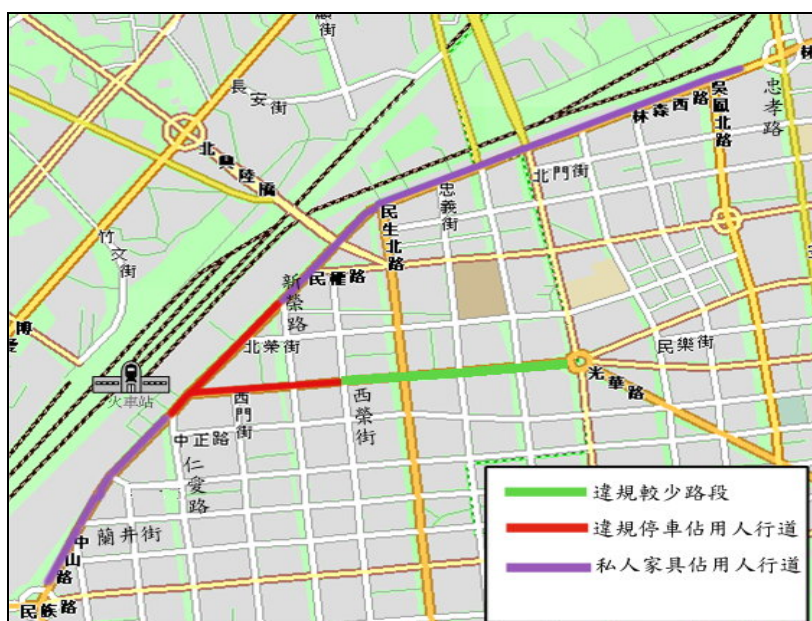 順街
長安街
北興陸橋
竹文街
博愛
新榮路
民權路
民生北路
忠義街
北門街
林森西路
吳鳳北路
忠孝路
林
北榮街
火車站
西門街
西榮街
中正路
仁愛路
民樂街
光華路
蘭井街
中山路
民族路
違規較少路段
違規停車佔用人行道
私人家具佔用人行道